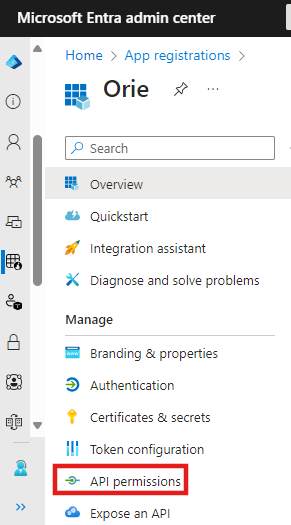 Microsoft Entra admin center
Home > App registrations >
Orie
Search
Overview
Quickstart
Integration assistant
Diagnose and solve problems
Manage
Branding & properties
Authentication
Certificates & secrets
Token configuration
API permissions
Expose an API